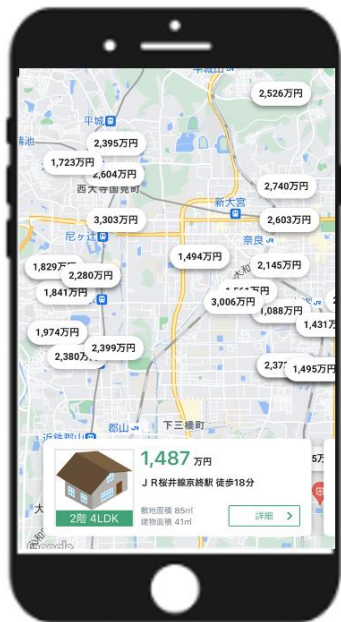 平城山
2,526万円
平城
菖池
2,395万円
1,723万円
2,604万円
西大寺国見町
2,740万円
新大宮
3,303万円
2,603万円
尼ヶ辻
奈良
1,494万円
大和
2,145万円
1,829万円
2,280万円
1,841万円
3,006万円
1,088万円
1,431万
1,974万円
2,399万円
2,380万
2,37
1,495万円
郡山
下三橋町
近鉄郡山
1,487 万円
JR桜井線京終駅 徒歩18分
敷地面積 85㎡
建物面積 41㎡
2階 4LDK
詳細
Google